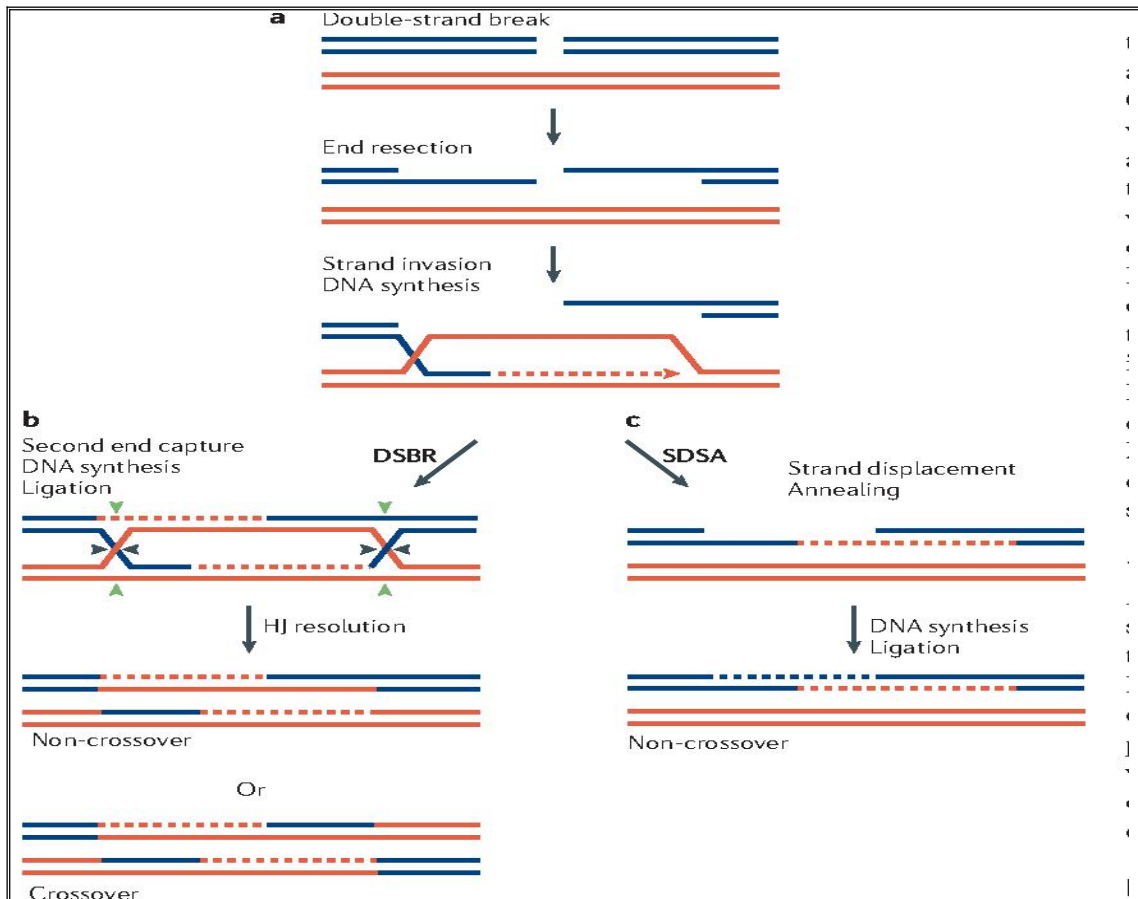 a Double-strand break
End resection
Strand invasion
DNA synthesis
b
Second end capture
DNA synthesis
Ligation
DSBR
HJ resolution
Non-crossover
Or
Crossover
c
SDSA
Strand displacement
Annealing
DNA synthesis
Ligation
Non-crossover